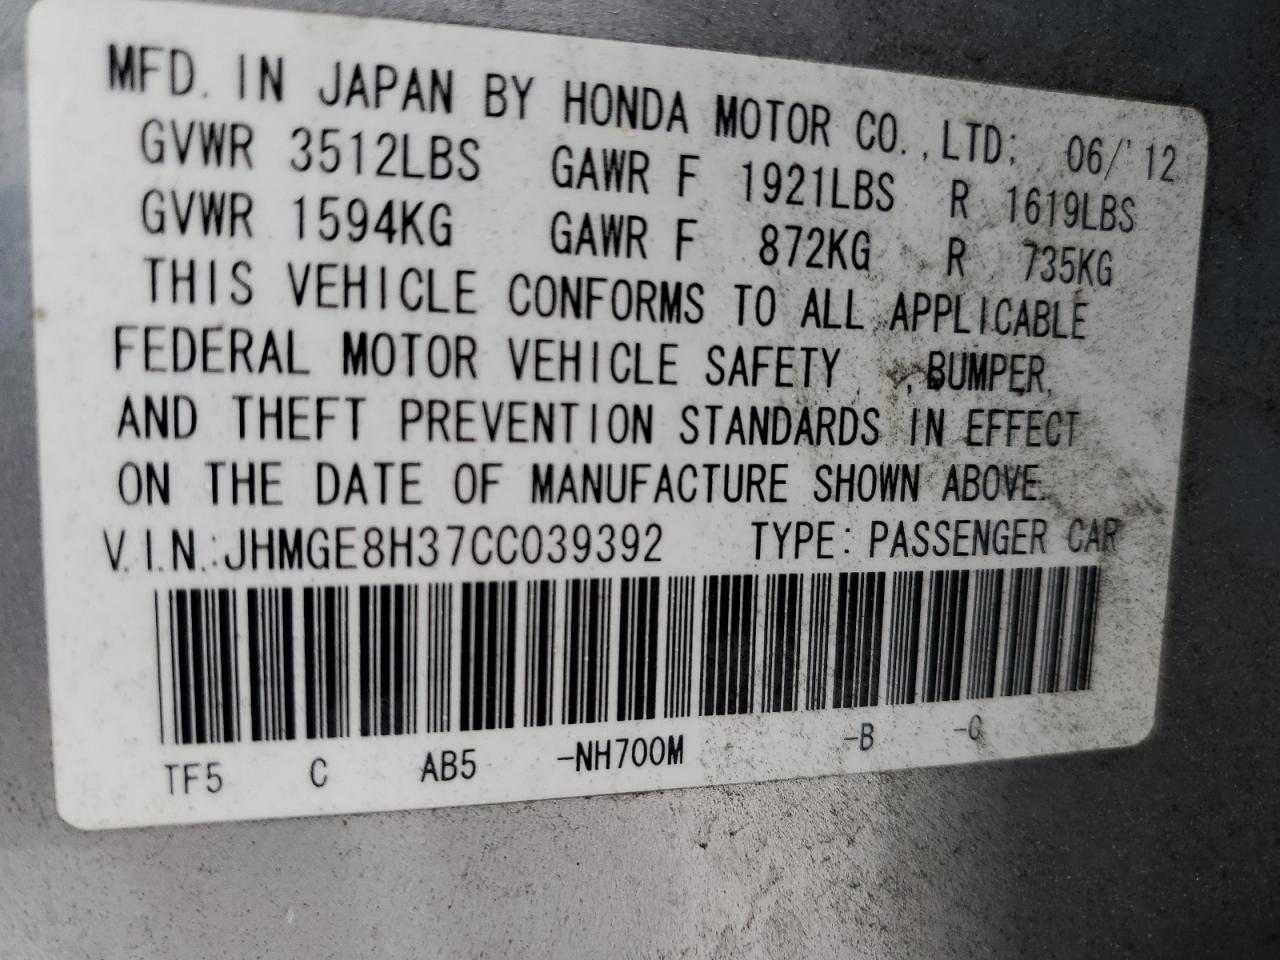 MFD. IN JAPAN BY HONDA MOTOR CO.,LTD: 06/'12
GVWR 3512LBS GAWR F 1921LBS R 1619LBS
GVWR 1594KG GAWR F 872KG R 735KG
THIS VEHICLE CONFORMS TO ALL APPLICABLE
FEDERAL MOTOR VEHICLE SAFETY , BUMPER,
AND THEFT PREVENTION STANDARDS IN EFFECT
ON THE DATE OF MANUFACTURE SHOWN ABOVE.
V.I.N.:JHMGE8H37CC039392 TYPE: PASSENGER CAR
TF5 C AB5 -NH700M -B -C